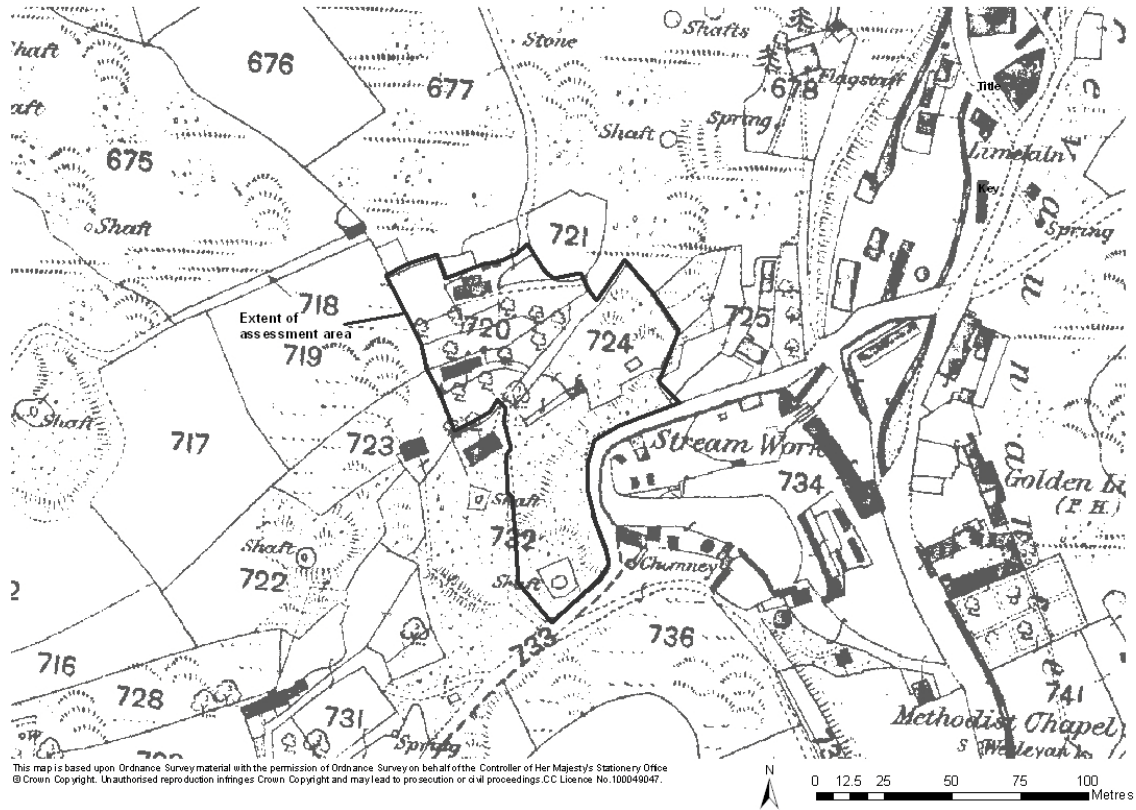 Shaft
676
Stone
Shafts
677
Flagstaff
678
Title
Shaft
Spring
Limekiln
675
Key
Shaft
Spring
721
718
Extent of
assessment area
720
725
719
724
Shaft
717
723
Stream Work
734
Golden
(P. H.)
Shaft
732
Shaft
722
Shaft
Chimney
733
736
716
728
731
741
Spring
Methodist Chapel
Wesleyan
This map is based upon Ordnance Survey material with the permission of Ordnance Survey on behalf of the Controller of Her Majesty's Stationery Office
© Crown Copyright. Unauthorised reproduction infringes Crown Copyright and may lead to prosecution or civil proceedings.CC Licence No.100049047.
N
0 12.5 25 50 75 100
Metres